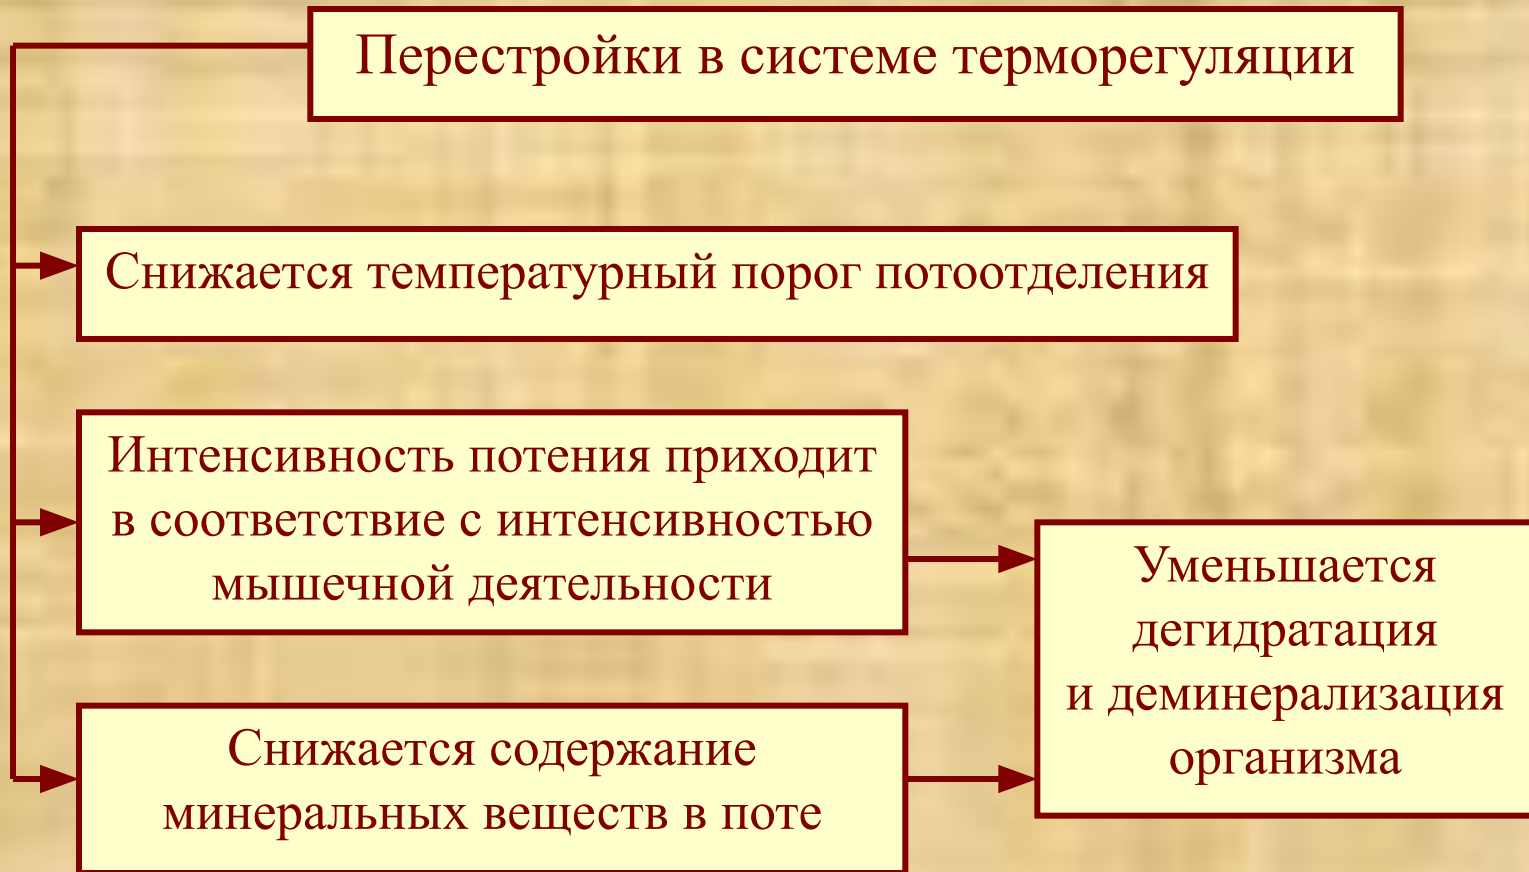 Перестройки в системе терморегуляции
Снижается температурный порог потоотделения
Интенсивность потения приходит
в соответствие с интенсивностью
мышечной деятельности
Уменьшается
дегидратация
и деминерализация
организма
Снижается содержание
минеральных веществ в поте